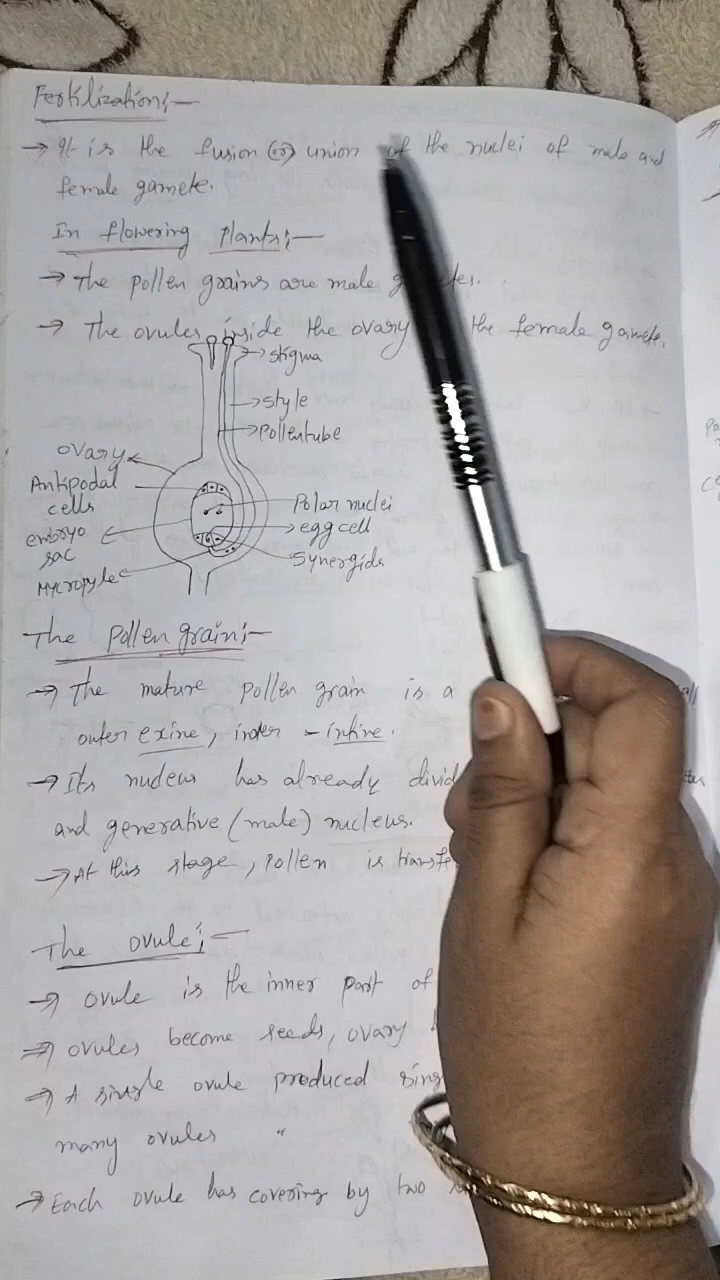 Fertilization:-
→ It is the fusion (or) union of the nuclei of male and
female gamete.
In flowering Plants:-
→ The pollen grains are male
→ The ovules inside the ovary the female gamete.
stigma
style
pollentube
ovary
Antipodal
cells
Polar nuclei
egg cell
embryo
sac
Synergids
Mycropyle
The Pollen grain:-
→ The mature pollen grain is a
outer exine, inner - intine.
→ Its nucleus has already
and generative (male) nucleus.
→ At this stage, pollen is
The ovule:-
→ ovule is the inner part of
⇒ ovules become seeds, ovary
→ A single ovule produced
many ovules "
→ Each ovule has covering by two